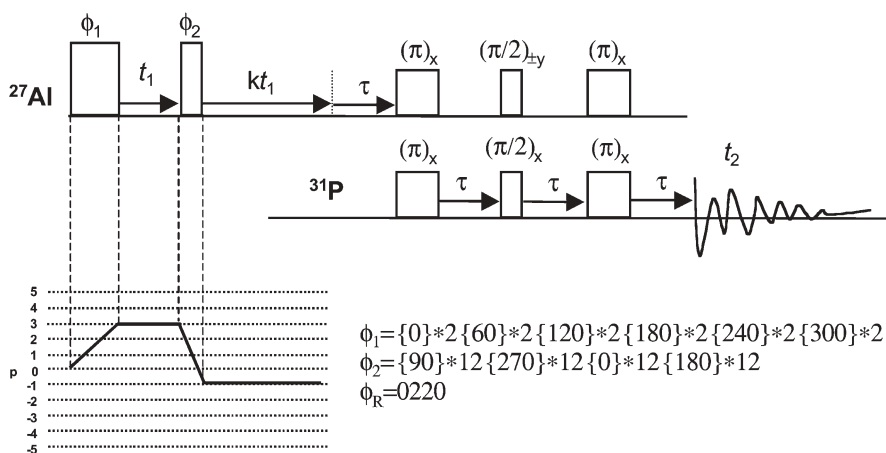 ϕ₁ ϕ₂
t₁ kt₁ τ (π)ₓ (π/2)±y (π)ₓ
²⁷Al
(π)ₓ (π/2)ₓ (π)ₓ t₂
³¹P τ τ τ
5
4
3
2
1
p 0
-1
-2
-3
-4
-5
ϕ₁={0}*2{60}*2{120}*2{180}*2{240}*2{300}*2
ϕ₂={90}*12{270}*12{0}*12{180}*12
ϕR=0220